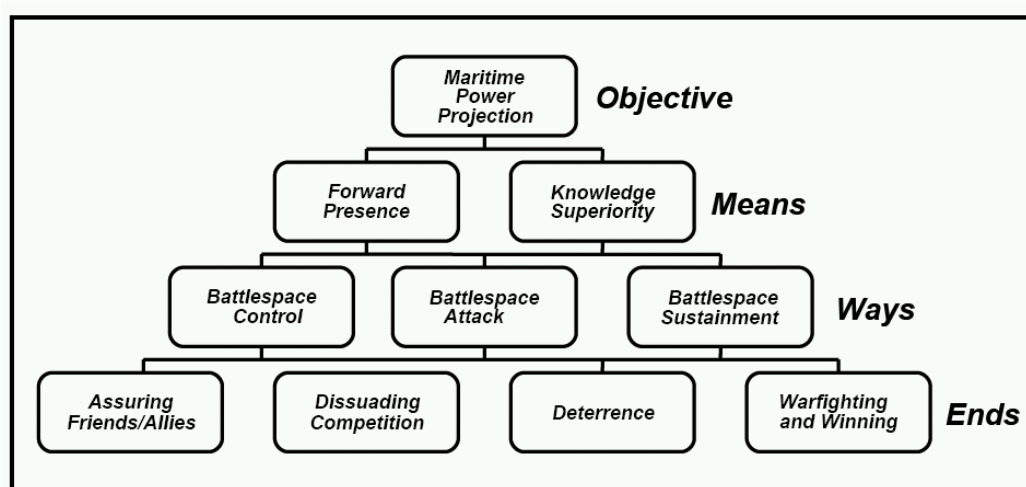 Maritime
Power
Projection
Objective
Forward
Presence
Knowledge
Superiority
Means
Battlespace
Control
Battlespace
Attack
Battlespace
Sustainment
Ways
Assuring
Friends/Allies
Dissuading
Competition
Deterrence
Warfighting
and Winning
Ends